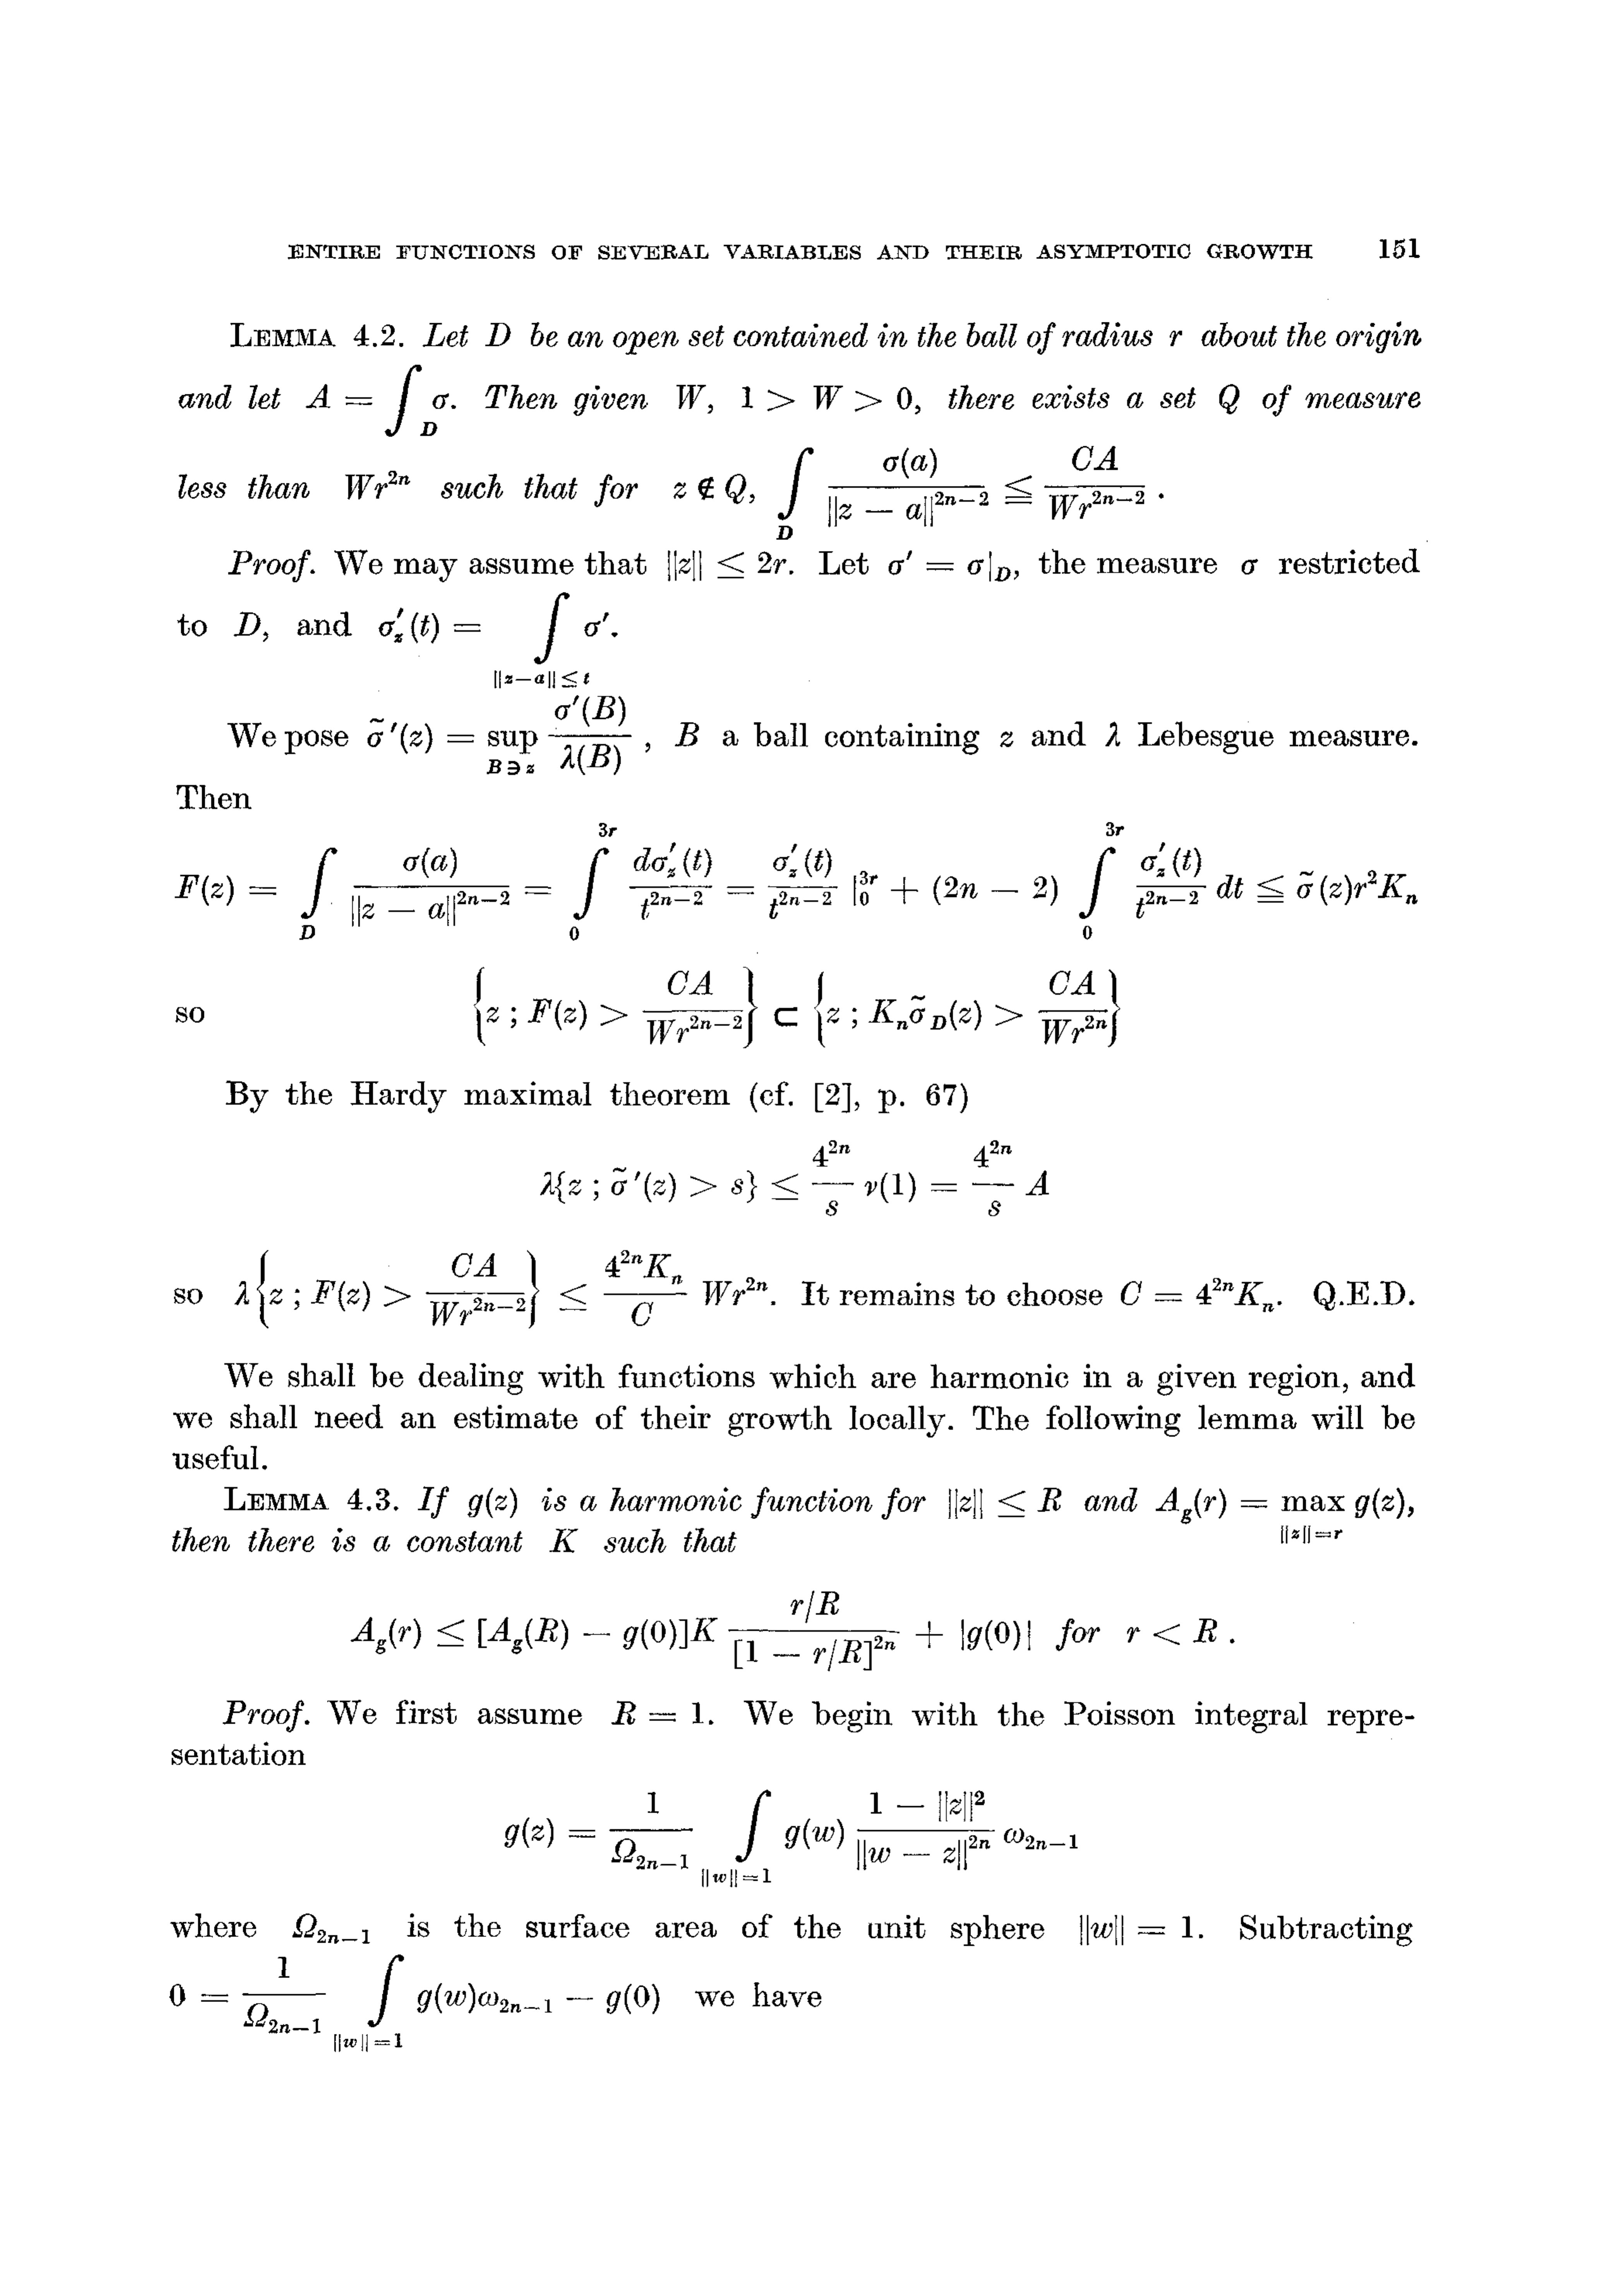 ENTIRE FUNCTIONS OF SEVERAL VARIABLES AND THEIR ASYMPTOTIC GROWTH 151
LEMMA 4.2. Let D be an open set contained in the ball of radius r about the origin
and let $A = \int_D \sigma$. Then given W, 1 > W > 0, there exists a set Q of measure
less than $Wr^{2n}$ such that for $z \notin Q$, $\int_D \frac{\sigma(a)}{||z - a||^{2n-2}} \leqq \frac{CA}{Wr^{2n-2}}$.
Proof. We may assume that $||z|| \leq 2r$. Let $\sigma' = \sigma|_D$, the measure $\sigma$ restricted
to D, and $\sigma'_z(t) = \int_{||z-a|| \leq t} \sigma'$.
We pose $\tilde{\sigma}'(z) = \sup_{B \ni z} \frac{\sigma'(B)}{\lambda(B)}$, B a ball containing z and $\lambda$ Lebesgue measure.
Then
$F(z) = \int_D \frac{\sigma(a)}{||z - a||^{2n-2}} = \int_0^{3r} \frac{d\sigma'_z(t)}{t^{2n-2}} = \frac{\sigma'_z(t)}{t^{2n-2}} |_0^{3r} + (2n - 2) \int_0^{3r} \frac{\sigma'_z(t)}{t^{2n-2}} dt \leq \tilde{\sigma}(z)r^2K_n$
so $\left\{z ; F(z) > \frac{CA}{Wr^{2n-2}}\right\} \subset \left\{z ; K_n\tilde{\sigma}_D(z) > \frac{CA}{Wr^{2n}}\right\}$
By the Hardy maximal theorem (cf. [2], p. 67)
$\lambda\{z ; \tilde{\sigma}'(z) > s\} \leq \frac{4^{2n}}{s} \nu(1) = \frac{4^{2n}}{s} A$
so $\lambda\left\{z ; F(z) > \frac{CA}{Wr^{2n-2}}\right\} \leq \frac{4^{2n}K_n}{C} Wr^{2n}$. It remains to choose $C = 4^{2n}K_n$. Q.E.D.
We shall be dealing with functions which are harmonic in a given region, and
we shall need an estimate of their growth locally. The following lemma will be
useful.
LEMMA 4.3. If g(z) is a harmonic function for $||z|| \leq R$ and $A_g(r) = \max_{||z||=r} g(z)$,
then there is a constant K such that
$A_g(r) \leq [A_g(R) - g(0)]K \frac{r/R}{[1 - r/R]^{2n}} + |g(0)|$ for $r < R$.
Proof. We first assume R = 1. We begin with the Poisson integral repre-
sentation
$g(z) = \frac{1}{\Omega_{2n-1}} \int_{||w||=1} g(w) \frac{1 - ||z||^2}{||w - z||^{2n}} \omega_{2n-1}$
where $\Omega_{2n-1}$ is the surface area of the unit sphere $||w|| = 1$. Subtracting
$0 = \frac{1}{\Omega_{2n-1}} \int_{||w||=1} g(w)\omega_{2n-1} - g(0)$ we have